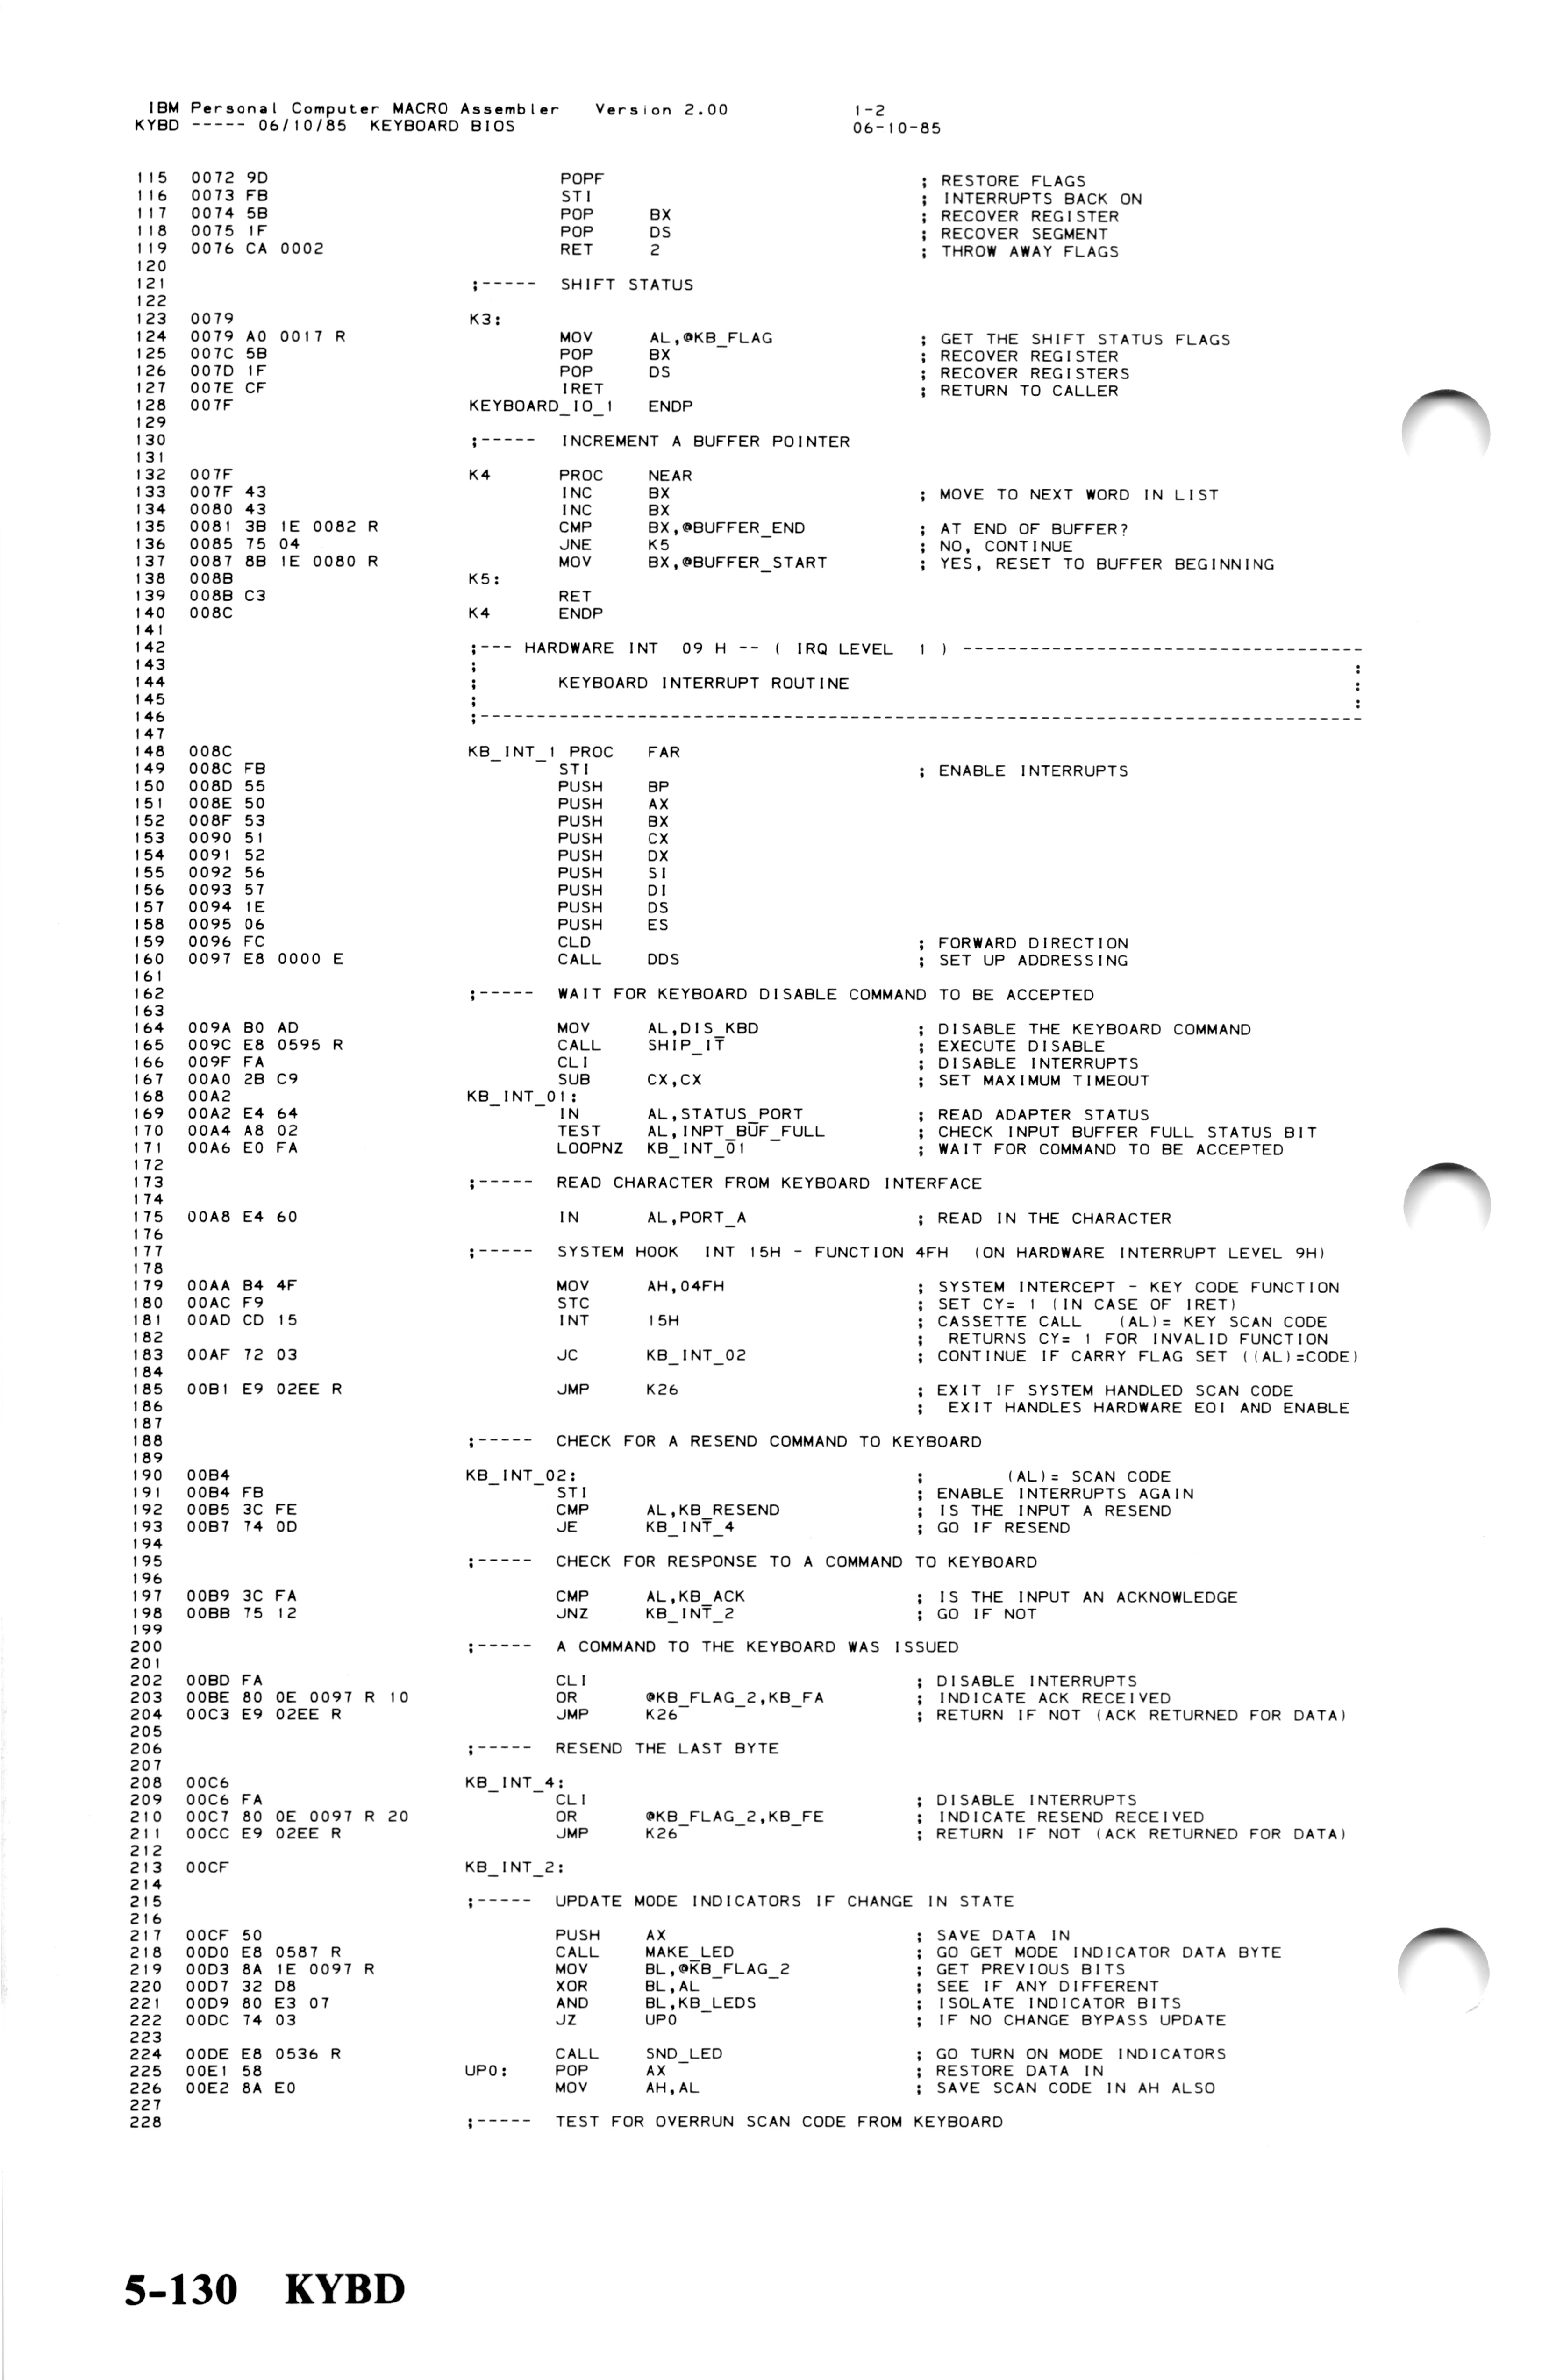 IBM Personal Computer MACRO Assembler   Version 2.00          1-2
KYBD ----- 06/10/85  KEYBOARD BIOS                            06-10-85
115  0072 9D                          POPF                            ; RESTORE FLAGS
116  0073 FB                          STI                             ; INTERRUPTS BACK ON
117  0074 5B                          POP     BX                      ; RECOVER REGISTER
118  0075 1F                          POP     DS                      ; RECOVER SEGMENT
119  0076 CA 0002                     RET     2                       ; THROW AWAY FLAGS
120
121                           ;-----  SHIFT STATUS
122
123  0079                     K3:
124  0079 A0 0017 R                   MOV     AL,@KB_FLAG             ; GET THE SHIFT STATUS FLAGS
125  007C 5B                          POP     BX                      ; RECOVER REGISTER
126  007D 1F                          POP     DS                      ; RECOVER REGISTERS
127  007E CF                          IRET                            ; RETURN TO CALLER
128  007F                     KEYBOARD_IO_1   ENDP
129
130                           ;-----  INCREMENT A BUFFER POINTER
131
132  007F                     K4      PROC    NEAR
133  007F 43                          INC     BX                      ; MOVE TO NEXT WORD IN LIST
134  0080 43                          INC     BX
135  0081 3B 1E 0082 R                CMP     BX,@BUFFER_END          ; AT END OF BUFFER?
136  0085 75 04                       JNE     K5                      ; NO, CONTINUE
137  0087 8B 1E 0080 R                MOV     BX,@BUFFER_START        ; YES, RESET TO BUFFER BEGINNING
138  008B                     K5:
139  008B C3                          RET
140  008C                     K4      ENDP
141
142                           ;--- HARDWARE INT  09 H -- ( IRQ LEVEL  1 ) ------------------------------------
143                           ;                                                                              :
144                           ;       KEYBOARD INTERRUPT ROUTINE                                             :
145                           ;                                                                              :
146                           ;-------------------------------------------------------------------------------
147
148  008C                     KB_INT_1 PROC   FAR
149  008C FB                          STI                             ; ENABLE INTERRUPTS
150  008D 55                          PUSH    BP
151  008E 50                          PUSH    AX
152  008F 53                          PUSH    BX
153  0090 51                          PUSH    CX
154  0091 52                          PUSH    DX
155  0092 56                          PUSH    SI
156  0093 57                          PUSH    DI
157  0094 1E                          PUSH    DS
158  0095 06                          PUSH    ES
159  0096 FC                          CLD                             ; FORWARD DIRECTION
160  0097 E8 0000 E                   CALL    DDS                     ; SET UP ADDRESSING
161
162                           ;-----  WAIT FOR KEYBOARD DISABLE COMMAND TO BE ACCEPTED
163
164  009A B0 AD                       MOV     AL,DIS_KBD              ; DISABLE THE KEYBOARD COMMAND
165  009C E8 0595 R                   CALL    SHIP_IT                 ; EXECUTE DISABLE
166  009F FA                          CLI                             ; DISABLE INTERRUPTS
167  00A0 2B C9                       SUB     CX,CX                   ; SET MAXIMUM TIMEOUT
168  00A2                     KB_INT_01:
169  00A2 E4 64                       IN      AL,STATUS_PORT          ; READ ADAPTER STATUS
170  00A4 A8 02                       TEST    AL,INPT_BUF_FULL        ; CHECK INPUT BUFFER FULL STATUS BIT
171  00A6 E0 FA                       LOOPNZ  KB_INT_01               ; WAIT FOR COMMAND TO BE ACCEPTED
172
173                           ;-----  READ CHARACTER FROM KEYBOARD INTERFACE
174
175  00A8 E4 60                       IN      AL,PORT_A               ; READ IN THE CHARACTER
176
177                           ;-----  SYSTEM HOOK  INT 15H - FUNCTION 4FH  (ON HARDWARE INTERRUPT LEVEL 9H)
178
179  00AA B4 4F                       MOV     AH,04FH                 ; SYSTEM INTERCEPT - KEY CODE FUNCTION
180  00AC F9                          STC                             ; SET CY= 1 (IN CASE OF IRET)
181  00AD CD 15                       INT     15H                     ; CASSETTE CALL   (AL)= KEY SCAN CODE
182                                                                   ;  RETURNS CY= 1 FOR INVALID FUNCTION
183  00AF 72 03                       JC      KB_INT_02               ; CONTINUE IF CARRY FLAG SET ((AL)=CODE)
184
185  00B1 E9 02EE R                   JMP     K26                     ; EXIT IF SYSTEM HANDLED SCAN CODE
186                                                                   ;  EXIT HANDLES HARDWARE EOI AND ENABLE
187
188                           ;-----  CHECK FOR A RESEND COMMAND TO KEYBOARD
189
190  00B4                     KB_INT_02:                              ;       (AL)= SCAN CODE
191  00B4 FB                          STI                             ; ENABLE INTERRUPTS AGAIN
192  00B5 3C FE                       CMP     AL,KB_RESEND            ; IS THE INPUT A RESEND
193  00B7 74 0D                       JE      KB_INT_4                ; GO IF RESEND
194
195                           ;-----  CHECK FOR RESPONSE TO A COMMAND TO KEYBOARD
196
197  00B9 3C FA                       CMP     AL,KB_ACK               ; IS THE INPUT AN ACKNOWLEDGE
198  00BB 75 12                       JNZ     KB_INT_2                ; GO IF NOT
199
200                           ;-----  A COMMAND TO THE KEYBOARD WAS ISSUED
201
202  00BD FA                          CLI                             ; DISABLE INTERRUPTS
203  00BE 80 0E 0097 R 10             OR      @KB_FLAG_2,KB_FA        ; INDICATE ACK RECEIVED
204  00C3 E9 02EE R                   JMP     K26                     ; RETURN IF NOT (ACK RETURNED FOR DATA)
205
206                           ;-----  RESEND THE LAST BYTE
207
208  00C6                     KB_INT_4:
209  00C6 FA                          CLI                             ; DISABLE INTERRUPTS
210  00C7 80 0E 0097 R 20             OR      @KB_FLAG_2,KB_FE        ; INDICATE RESEND RECEIVED
211  00CC E9 02EE R                   JMP     K26                     ; RETURN IF NOT (ACK RETURNED FOR DATA)
212
213  00CF                     KB_INT_2:
214
215                           ;-----  UPDATE MODE INDICATORS IF CHANGE IN STATE
216
217  00CF 50                          PUSH    AX                      ; SAVE DATA IN
218  00D0 E8 0587 R                   CALL    MAKE_LED                ; GO GET MODE INDICATOR DATA BYTE
219  00D3 8A 1E 0097 R                MOV     BL,@KB_FLAG_2           ; GET PREVIOUS BITS
220  00D7 32 D8                       XOR     BL,AL                   ; SEE IF ANY DIFFERENT
221  00D9 80 E3 07                    AND     BL,KB_LEDS              ; ISOLATE INDICATOR BITS
222  00DC 74 03                       JZ      UP0                     ; IF NO CHANGE BYPASS UPDATE
223
224  00DE E8 0536 R                   CALL    SND_LED                 ; GO TURN ON MODE INDICATORS
225  00E1 58                  UP0:    POP     AX                      ; RESTORE DATA IN
226  00E2 8A E0                       MOV     AH,AL                   ; SAVE SCAN CODE IN AH ALSO
227
228                           ;-----  TEST FOR OVERRUN SCAN CODE FROM KEYBOARD
5-130   KYBD